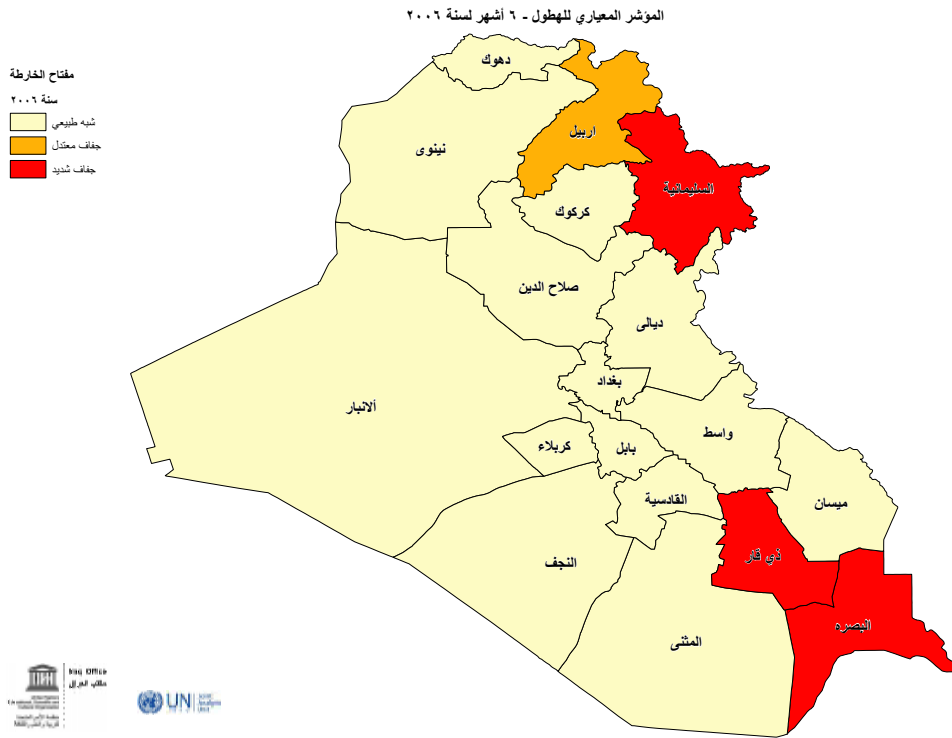 المؤشر المعياري للهطول - ٦ أشهر لسنة ٢٠٠٦
مفتاح الخارطة
سنة ٢٠٠٦
شبه طبيعي
جفاف معتدل
جفاف شديد
دهوك
اربيل
نينوى
السليمانية
كركوك
صلاح الدين
ديالى
بغداد
ألانبار
واسط
كربلاء
بابل
القادسية
ميسان
ذي قار
النجف
البصره
المثنى
Iraq Office
مكتب العراق
UN